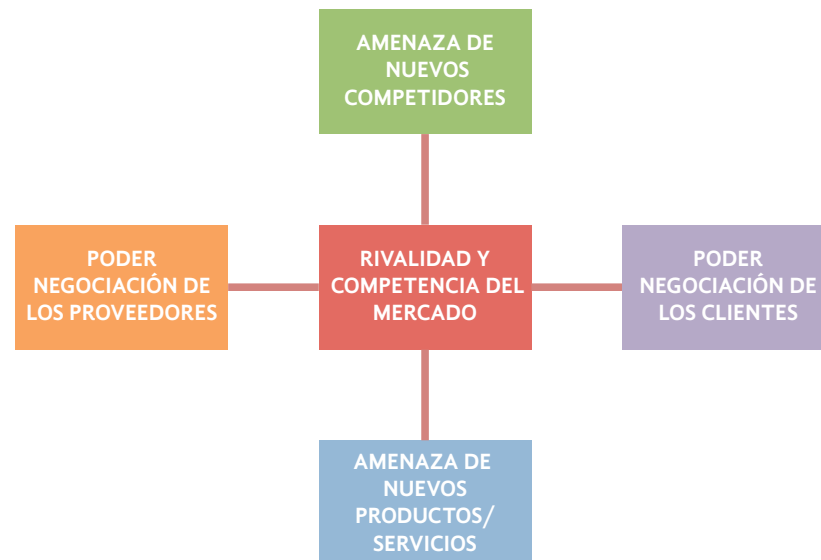 AMENAZA DE
NUEVOS
COMPETIDORES
PODER
NEGOCIACIÓN DE
LOS PROVEEDORES
RIVALIDAD Y
COMPETENCIA DEL
MERCADO
PODER
NEGOCIACIÓN DE
LOS CLIENTES
AMENAZA DE
NUEVOS
PRODUCTOS/
SERVICIOS